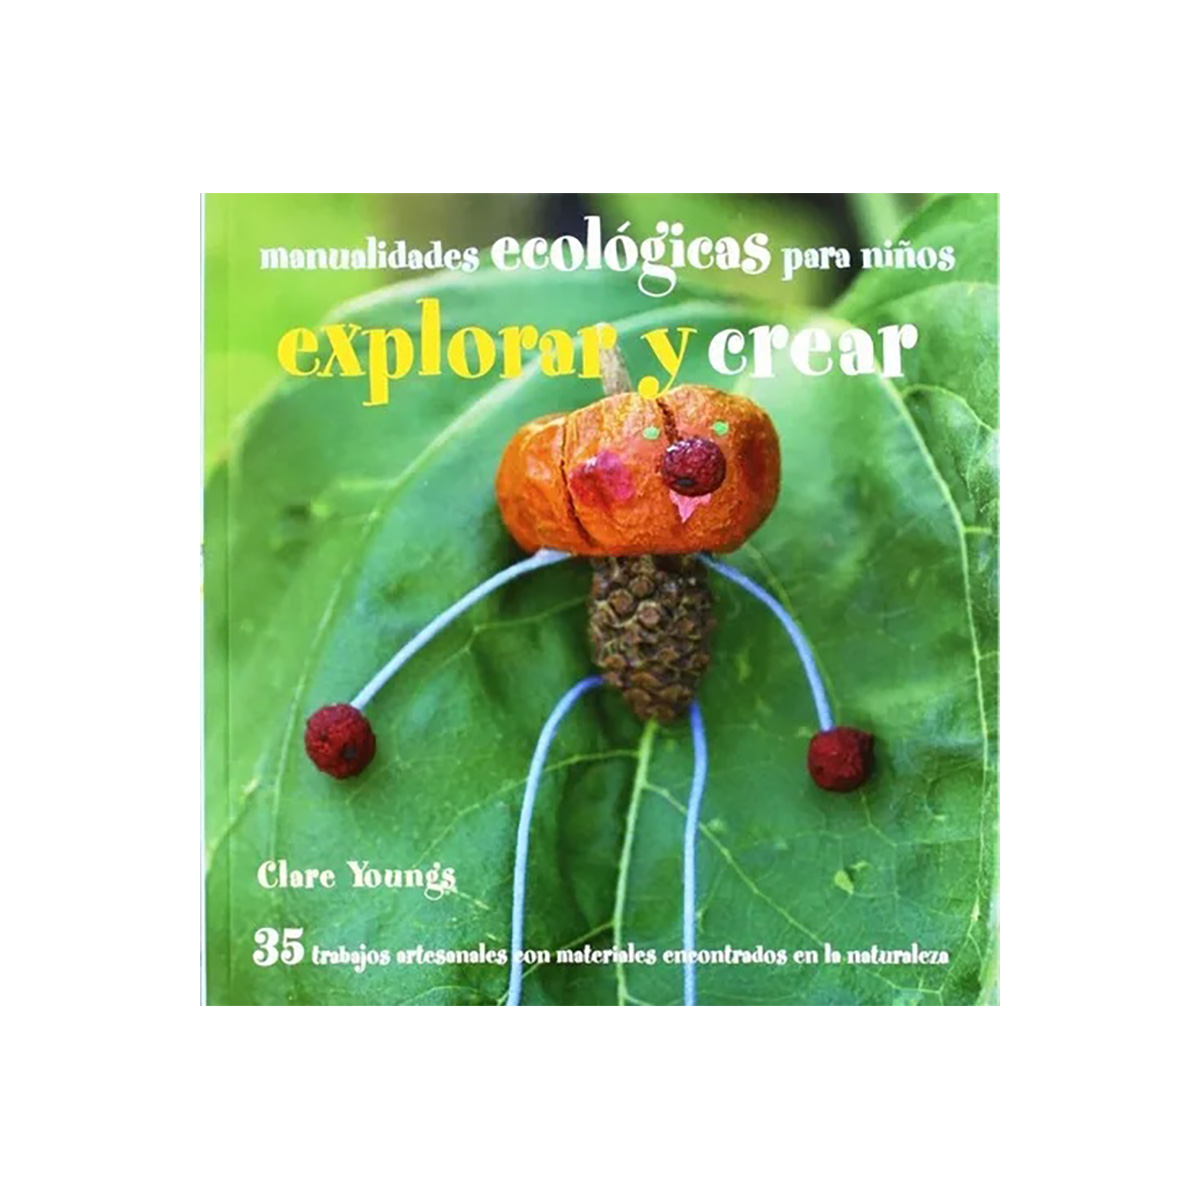 manualidades ecológicas para niños
explorar y crear
Clare Youngs
35 trabajos artesanales con materiales encontrados en la naturaleza